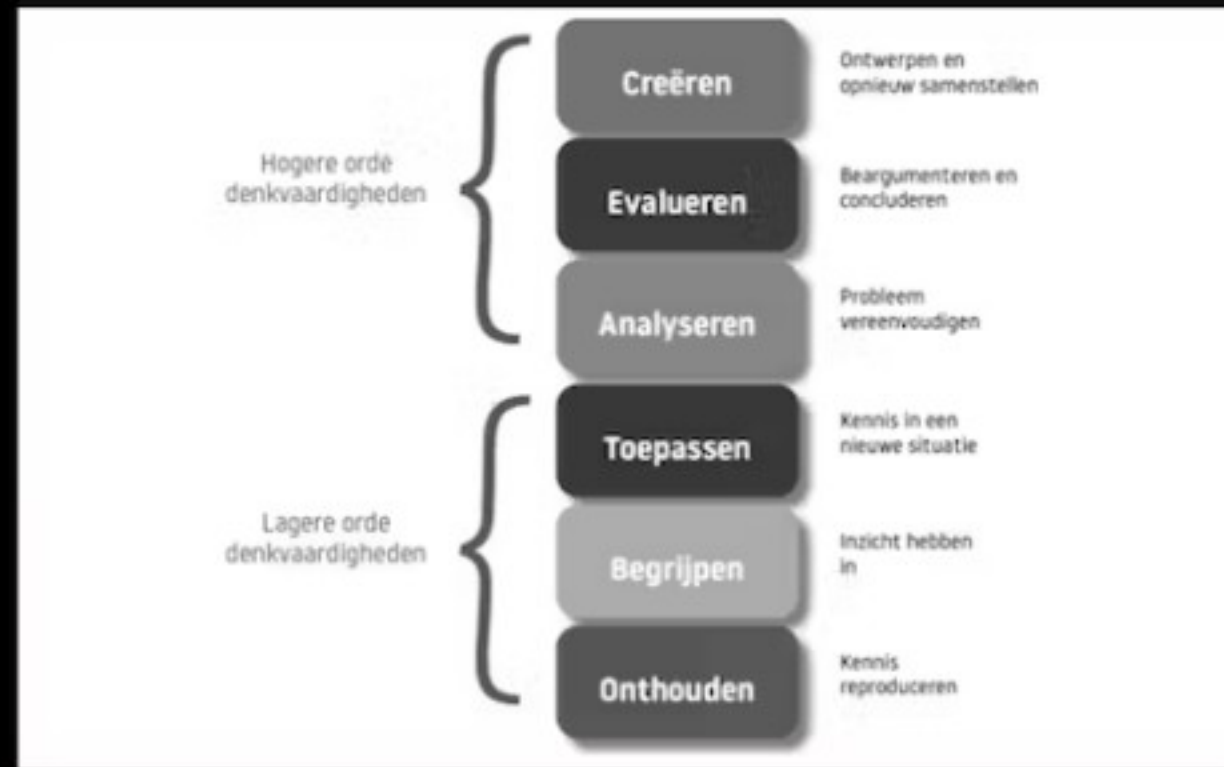 Creëren
Ontwerpen en
opnieuw samenstellen
Hogere orde
denkvaardigheden
Evalueren
Beargumenteren en
concluderen
Analyseren
Probleem
vereenvoudigen
Toepassen
Kennis in een
nieuwe situatie
Lagere orde
denkvaardigheden
Begrijpen
Inzicht hebben
in
Onthouden
Kennis
reproduceren